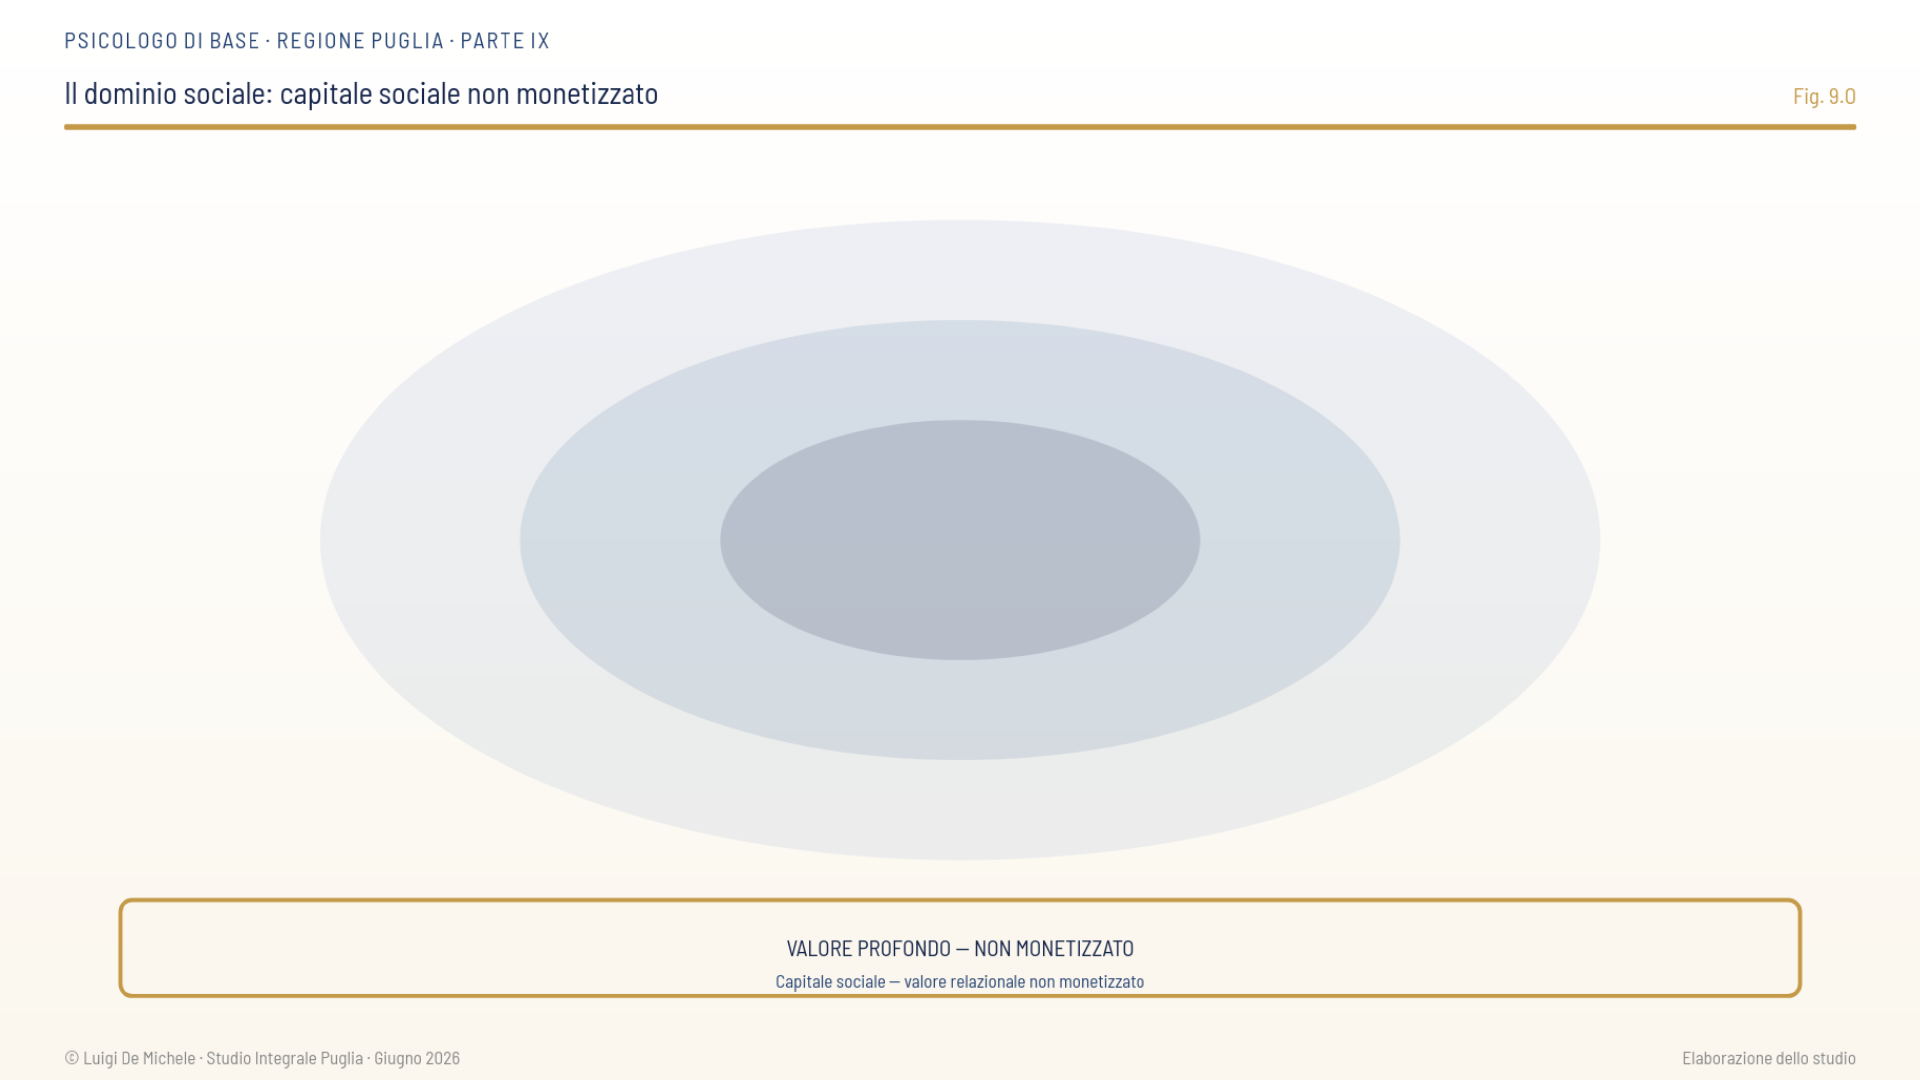 PSICOLOGO DI BASE · REGIONE PUGLIA · PARTE IX
Il dominio sociale: capitale sociale non monetizzato
Fig. 9.0
VALORE PROFONDO — NON MONETIZZATO
Capitale sociale — valore relazionale non monetizzato
© Luigi De Michele · Studio Integrale Puglia · Giugno 2026
Elaborazione dello studio